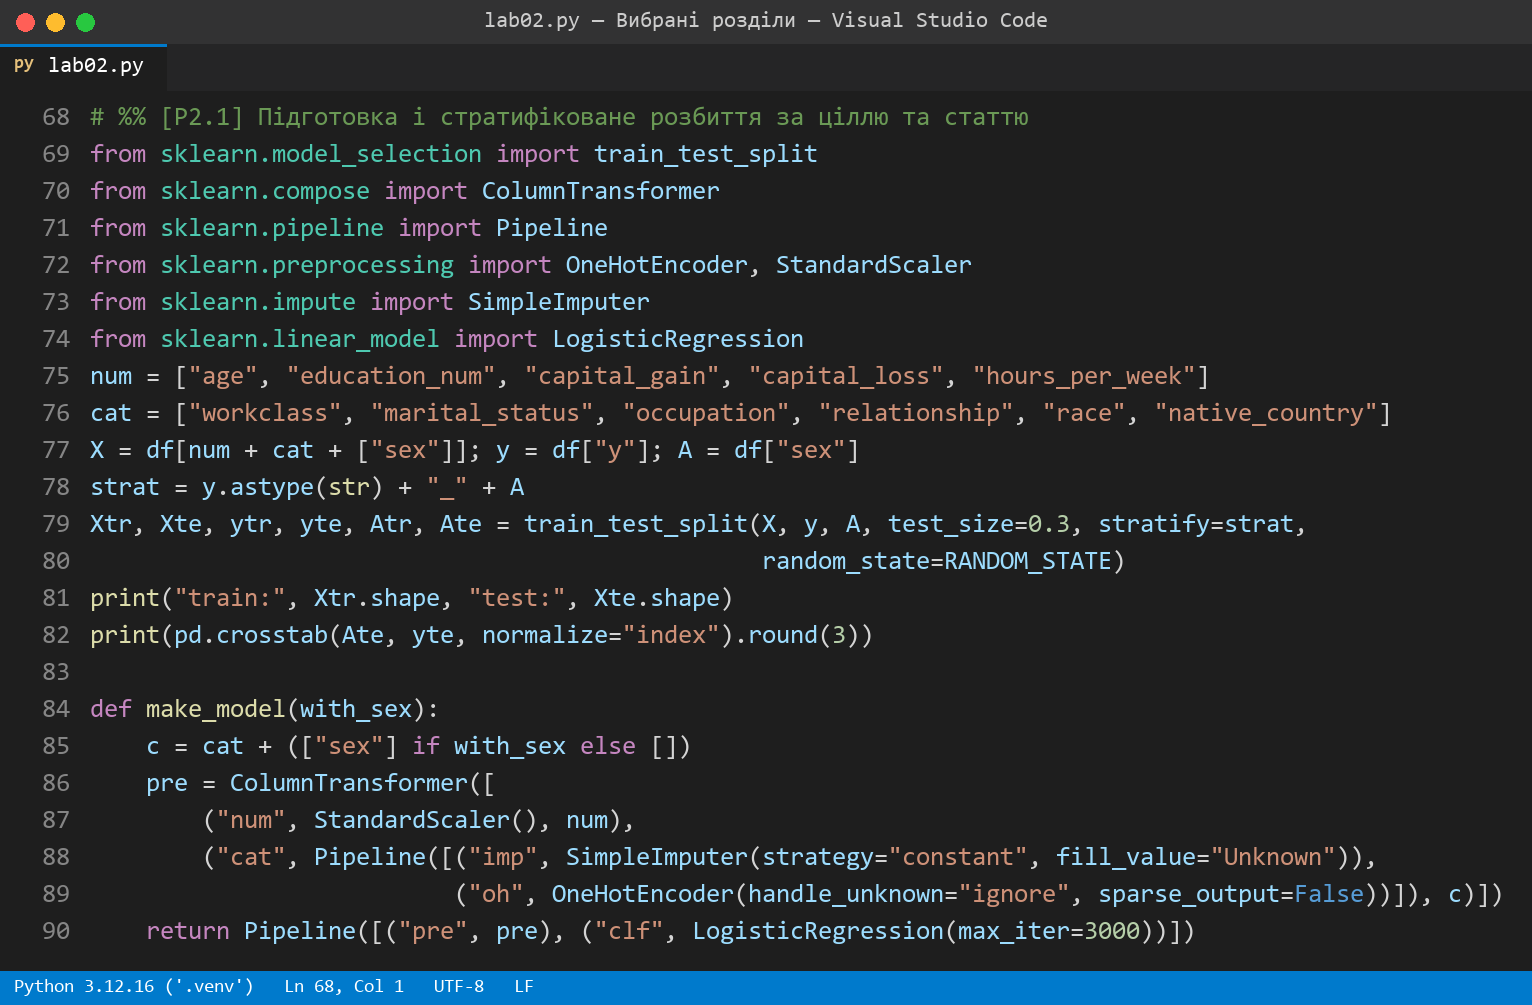 lab02.py — Вибрані розділи — Visual Studio Code
py lab02.py
68 # %% [P2.1] Підготовка і стратифіковане розбиття за ціллю та статтю
69 from sklearn.model_selection import train_test_split
70 from sklearn.compose import ColumnTransformer
71 from sklearn.pipeline import Pipeline
72 from sklearn.preprocessing import OneHotEncoder, StandardScaler
73 from sklearn.impute import SimpleImputer
74 from sklearn.linear_model import LogisticRegression
75 num = ["age", "education_num", "capital_gain", "capital_loss", "hours_per_week"]
76 cat = ["workclass", "marital_status", "occupation", "relationship", "race", "native_country"]
77 X = df[num + cat + ["sex"]]; y = df["y"]; A = df["sex"]
78 strat = y.astype(str) + "_" + A
79 Xtr, Xte, ytr, yte, Atr, Ate = train_test_split(X, y, A, test_size=0.3, stratify=strat,
80                                                 random_state=RANDOM_STATE)
81 print("train:", Xtr.shape, "test:", Xte.shape)
82 print(pd.crosstab(Ate, yte, normalize="index").round(3))
83
84 def make_model(with_sex):
85     c = cat + (["sex"] if with_sex else [])
86     pre = ColumnTransformer([
87         ("num", StandardScaler(), num),
88         ("cat", Pipeline([("imp", SimpleImputer(strategy="constant", fill_value="Unknown")),
89                           ("oh", OneHotEncoder(handle_unknown="ignore", sparse_output=False))]), c)])
90     return Pipeline([("pre", pre), ("clf", LogisticRegression(max_iter=3000))])
Python 3.12.16 ('.venv') Ln 68, Col 1 UTF-8 LF